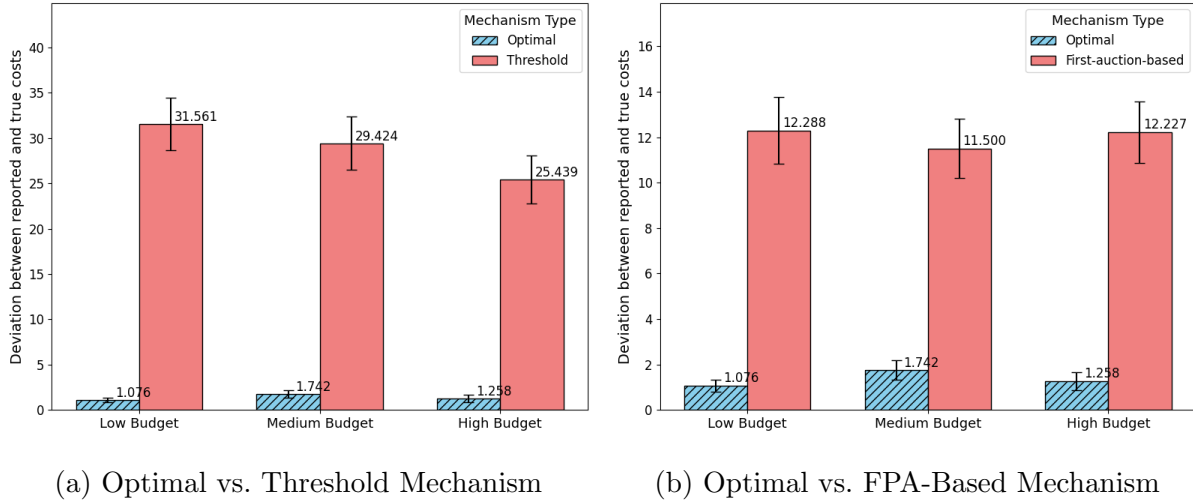 Deviation between reported and true costs
40
35
30
25
20
15
10
5
0
Mechanism Type
Optimal
Threshold
31.561
29.424
25.439
1.076
1.742
1.258
Low Budget
Medium Budget
High Budget
(a) Optimal vs. Threshold Mechanism
Deviation between reported and true costs
16
14
12
10
8
6
4
2
0
Mechanism Type
Optimal
First-auction-based
12.288
11.500
12.227
1.076
1.742
1.258
Low Budget
Medium Budget
High Budget
(b) Optimal vs. FPA-Based Mechanism